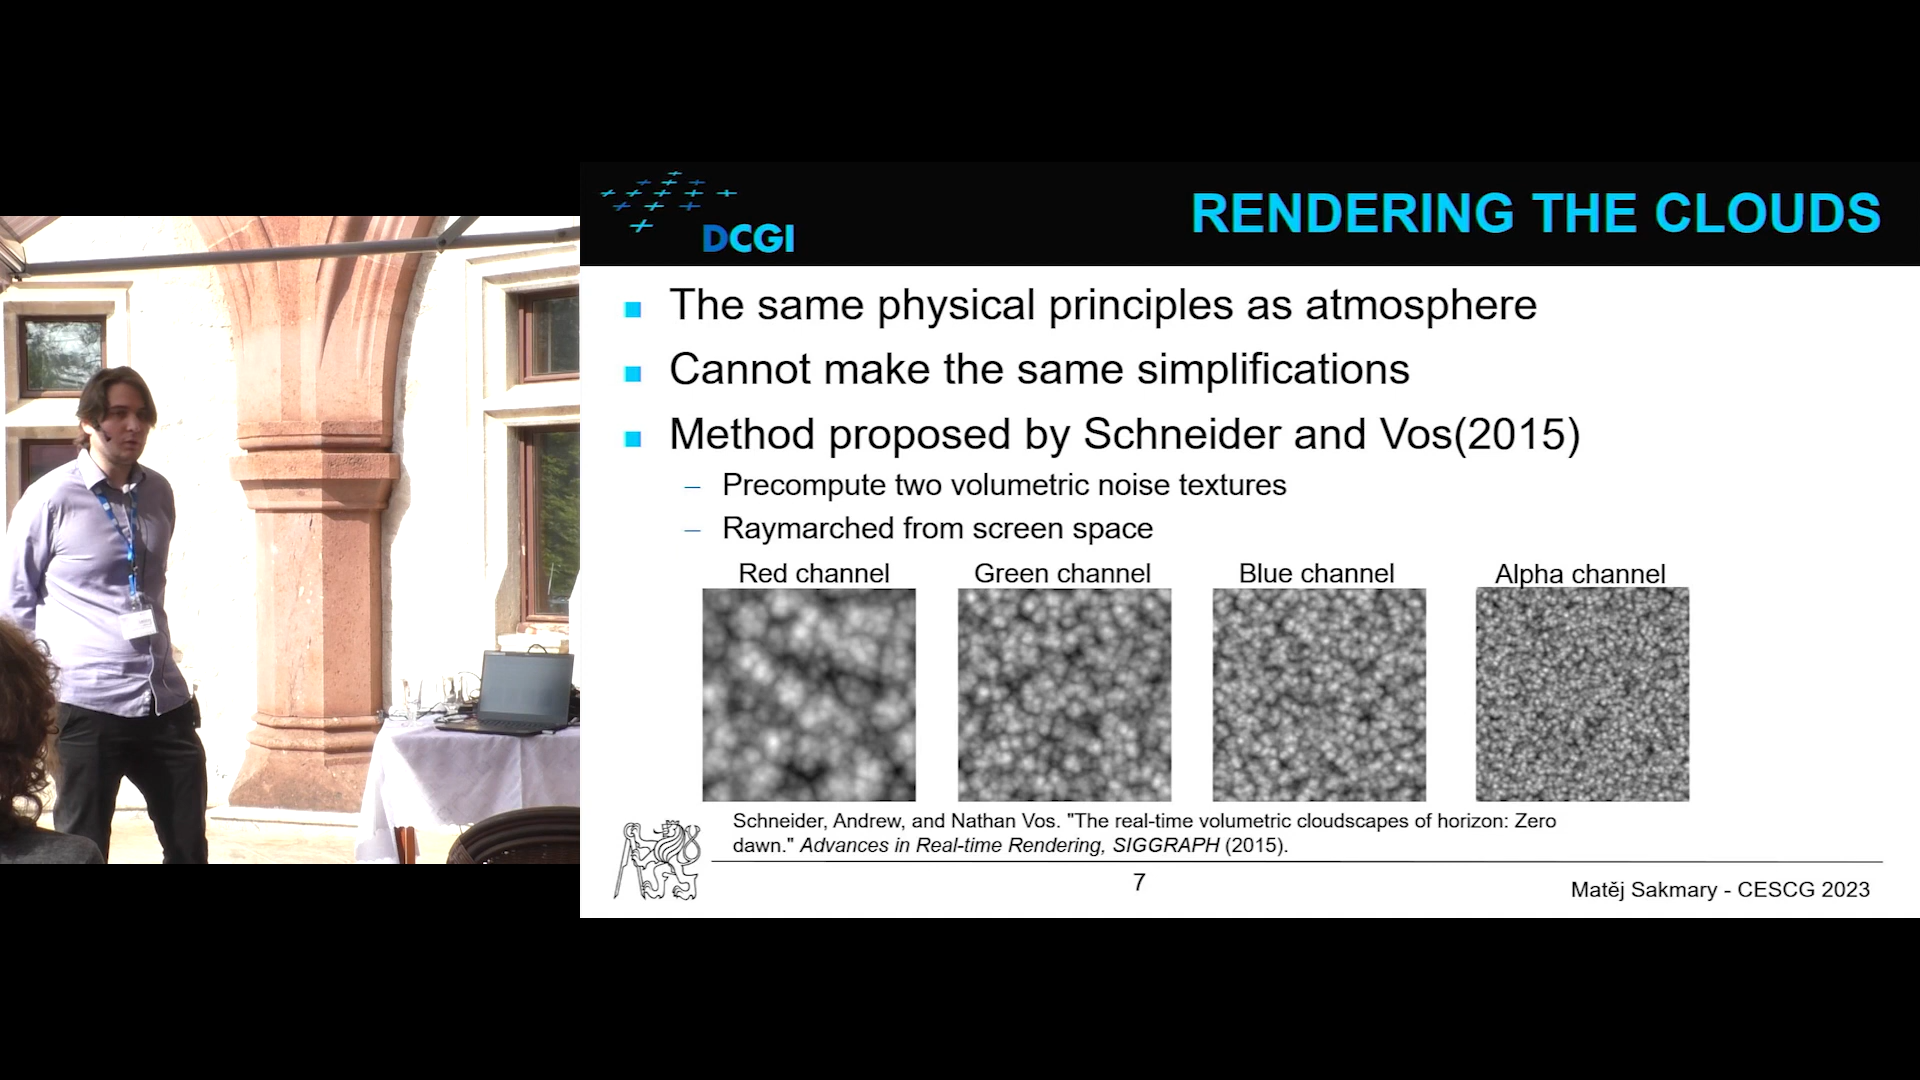 DCGI
RENDERING THE CLOUDS
The same physical principles as atmosphere
Cannot make the same simplifications
Method proposed by Schneider and Vos(2015)
– Precompute two volumetric noise textures
– Raymarched from screen space
Red channel
Green channel
Blue channel
Alpha channel
Schneider, Andrew, and Nathan Vos. "The real-time volumetric cloudscapes of horizon: Zero
dawn." Advances in Real-time Rendering, SIGGRAPH (2015).
7
Matěj Sakmary - CESCG 2023